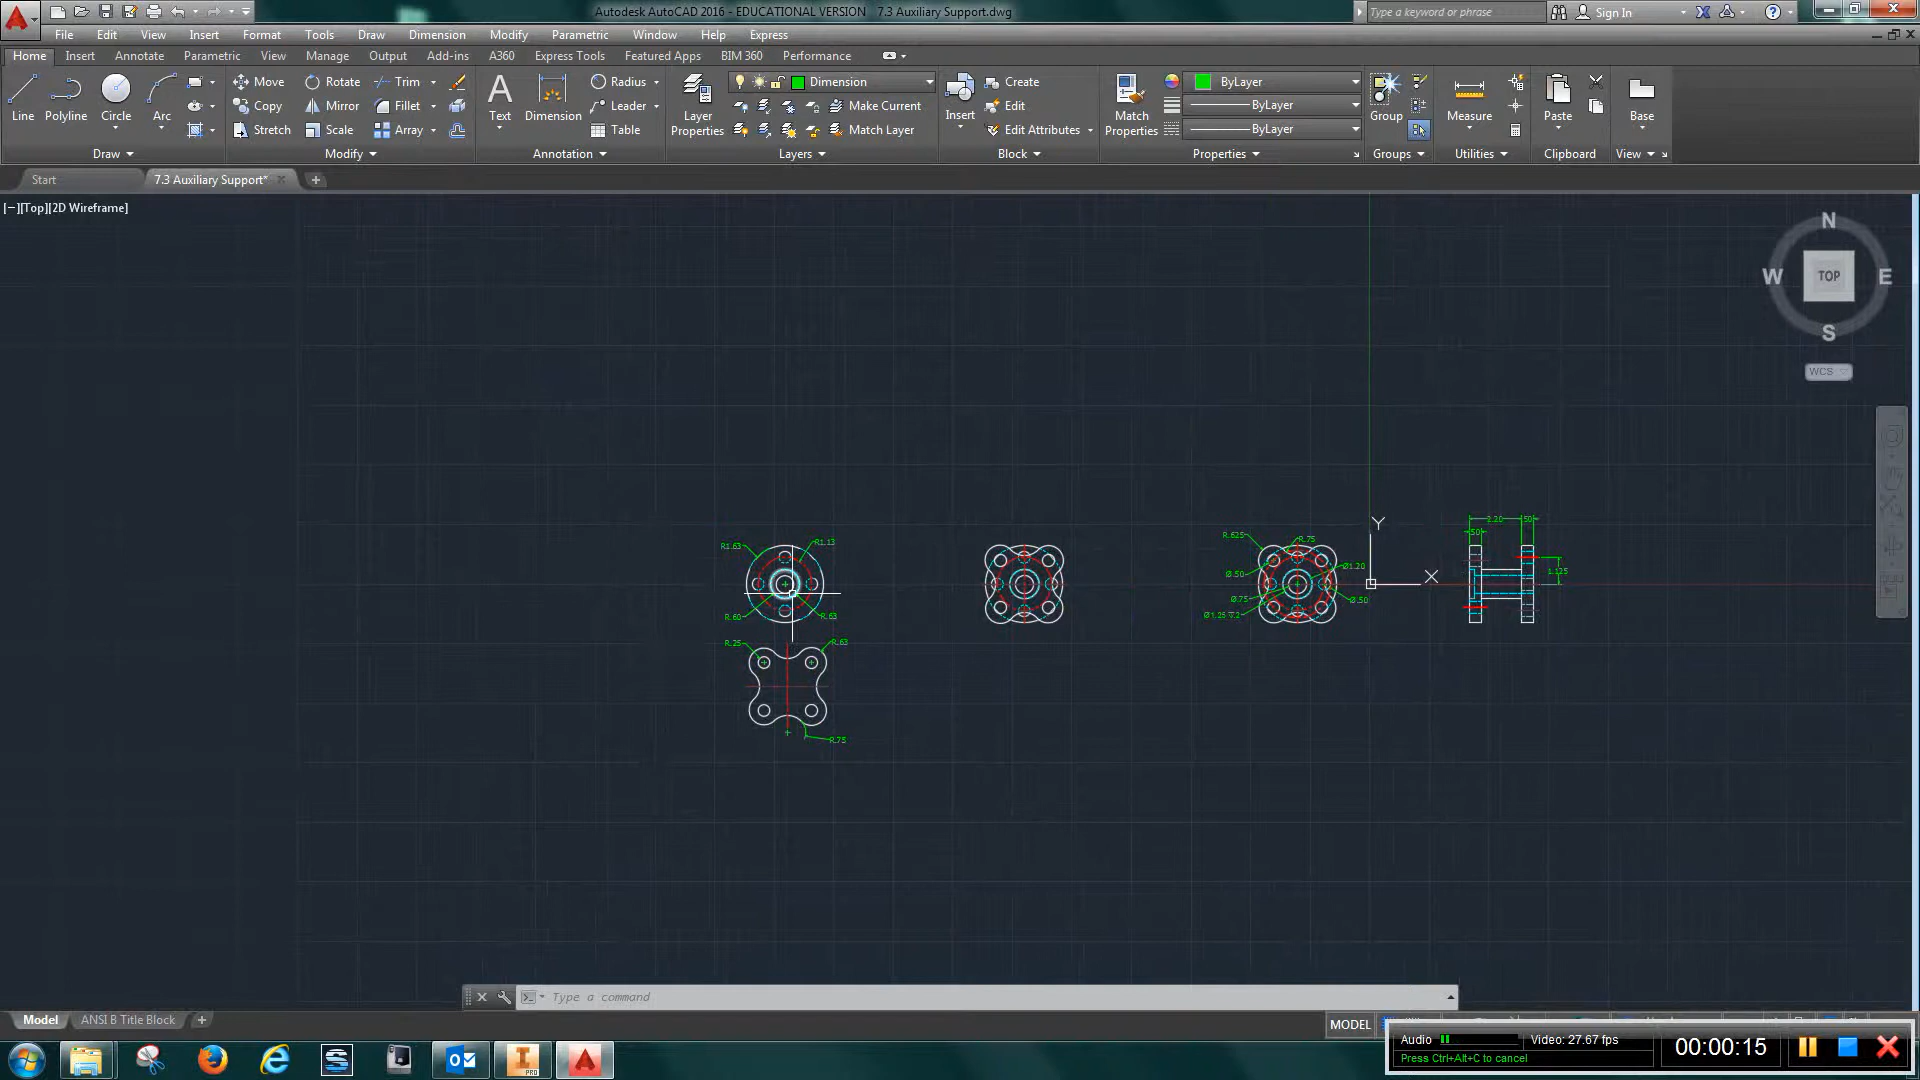 Autodesk AutoCAD 2016 - EDUCATIONAL VERSION 7.3 Auxiliary Support.dwg
Type a keyword or phrase
Sign In
File Edit View Insert Format Tools Draw Dimension Modify Parametric Window Help Express
Home Insert Annotate Parametric View Manage Output Add-ins A360 Express Tools Featured Apps BIM 360 Performance
Line Polyline Circle Arc
Move Rotate Trim
Copy Mirror Fillet
Stretch Scale Array
Text Dimension
Radius
Leader
Table
Layer Properties
Dimension
Make Current
Match Layer
Insert
Create
Edit
Edit Attributes
Match Properties
ByLayer
ByLayer
ByLayer
Group
Measure
Paste
Base
Draw Modify Annotation Layers Block Properties Groups Utilities Clipboard View
Start 7.3 Auxiliary Support*
[−][Top][2D Wireframe]
N
W TOP E
S
WCS
R1.63 R1.13
R.60 R.63
R.25 R.63
R.75
R.625 R.75
Ø.50 Ø1.20
Ø.75 Ø.50
Ø1.25
Y
X
2.20 .50
.50
1.125
Type a command
Model ANSI B Title Block
MODEL
Audio Video: 27.67 fps
Press Ctrl+Alt+C to cancel
00:00:15
PRO